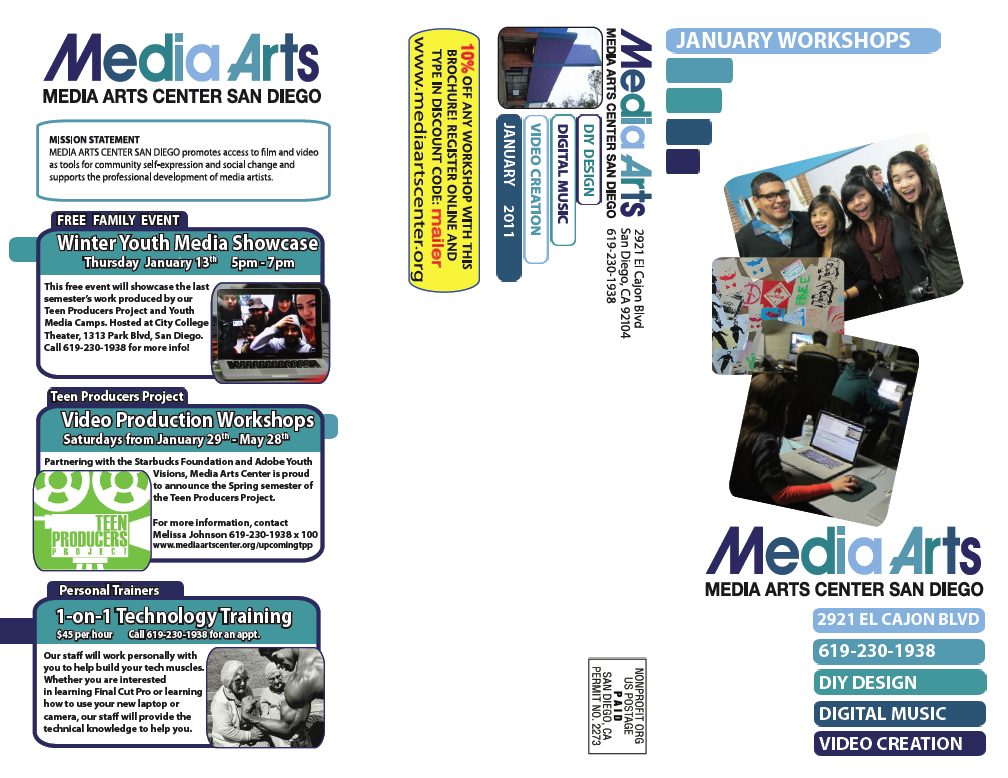 Media Arts
MEDIA ARTS CENTER SAN DIEGO
MISSION STATEMENT
MEDIA ARTS CENTER SAN DIEGO promotes access to film and video
as tools for community self-expression and social change and
supports the professional development of media artists.
FREE FAMILY EVENT
Winter Youth Media Showcase
Thursday January 13th 5pm - 7pm
This free event will showcase the last
semester's work produced by our
Teen Producers Project and Youth
Media Camps. Hosted at City College
Theater, 1313 Park Blvd, San Diego.
Call 619-230-1938 for more info!
Teen Producers Project
Video Production Workshops
Saturdays from January 29th - May 28th
Partnering with the Starbucks Foundation and Adobe Youth
Visions, Media Arts Center is proud
to announce the Spring semester of
the Teen Producers Project.
For more information, contact
Melissa Johnson 619-230-1938 x 100
www.mediaartscenter.org/upcomingtpp
TEEN
PRODUCERS
PROJECT
Personal Trainers
1-on-1 Technology Training
$45 per hour Call 619-230-1938 for an appt.
Our staff will work personally with
you to help build your tech muscles.
Whether you are interested
in learning Final Cut Pro or learning
how to use your new laptop or
camera, our staff will provide the
technical knowledge to help you.
Media Arts
MEDIA ARTS CENTER SAN DIEGO
2921 El Cajon Blvd
San Diego, CA 92104
619-230-1938
DIY DESIGN
DIGITAL MUSIC
VIDEO CREATION
JANUARY 2011
10% OFF ANY WORKSHOP WITH THIS
BROCHURE! REGISTER ONLINE AND
TYPE IN DISCOUNT CODE: mailer
www.mediaartscenter.org
NONPROFIT ORG
US POSTAGE
PAID
SAN DIEGO, CA
PERMIT NO. 2273
JANUARY WORKSHOPS
FREE
Media Arts
MEDIA ARTS CENTER SAN DIEGO
2921 EL CAJON BLVD
619-230-1938
DIY DESIGN
DIGITAL MUSIC
VIDEO CREATION